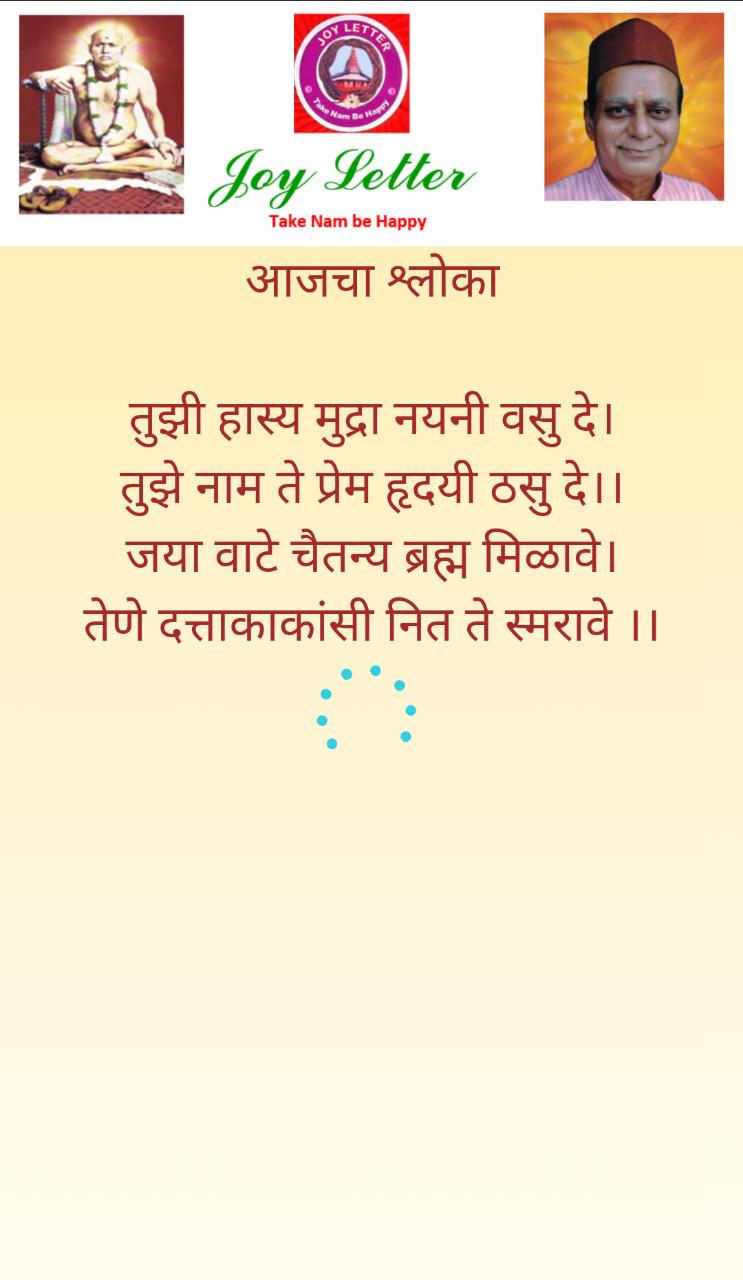 JOY LETTER
© Take Nam Be Happy ©
Joy Letter
Take Nam be Happy
आजचा श्लोका
तुझी हास्य मुद्रा नयनी वसु दे।
तुझे नाम ते प्रेम हृदयी ठसु दे।।
जया वाटे चैतन्य ब्रह्म मिळावे।
तेणे दत्ताकाकांसी नित ते स्मरावे ।।